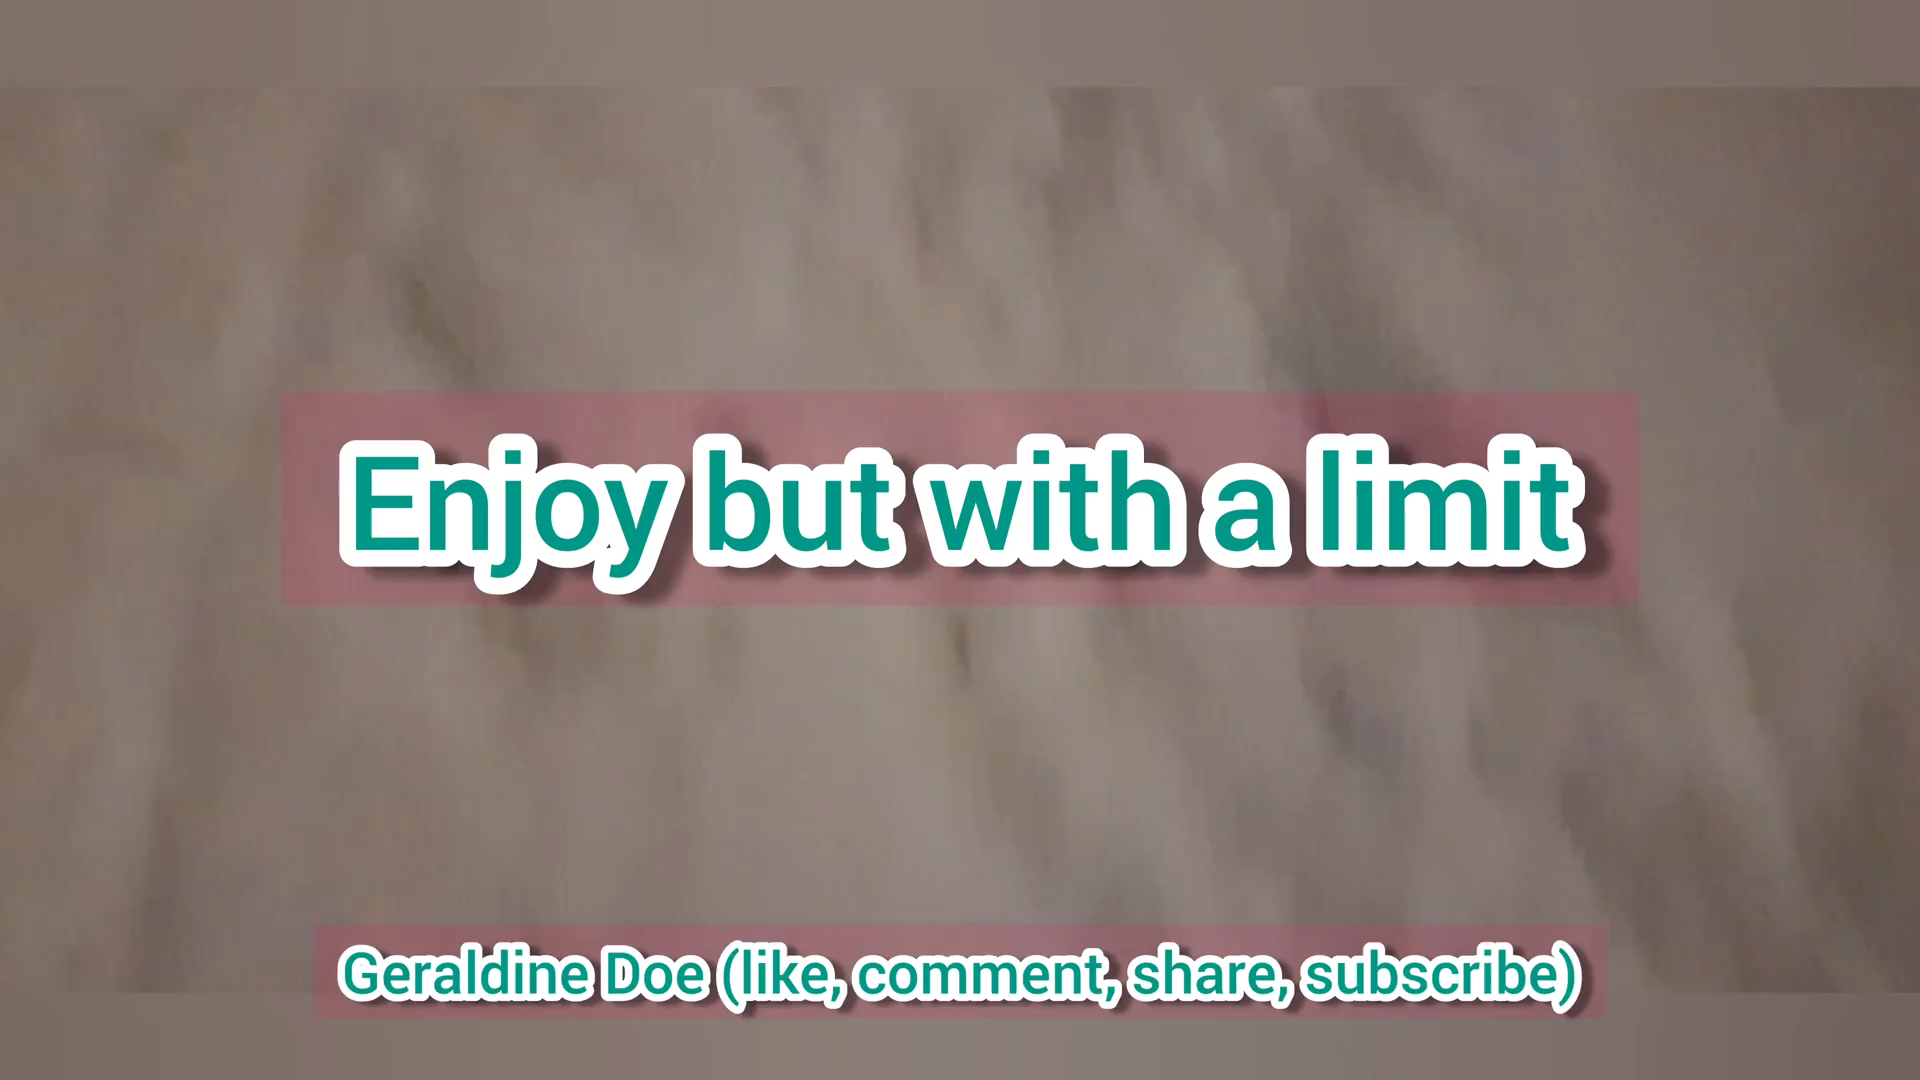 Enjoy but with a limit
Geraldine Doe (like, comment, share, subscribe)